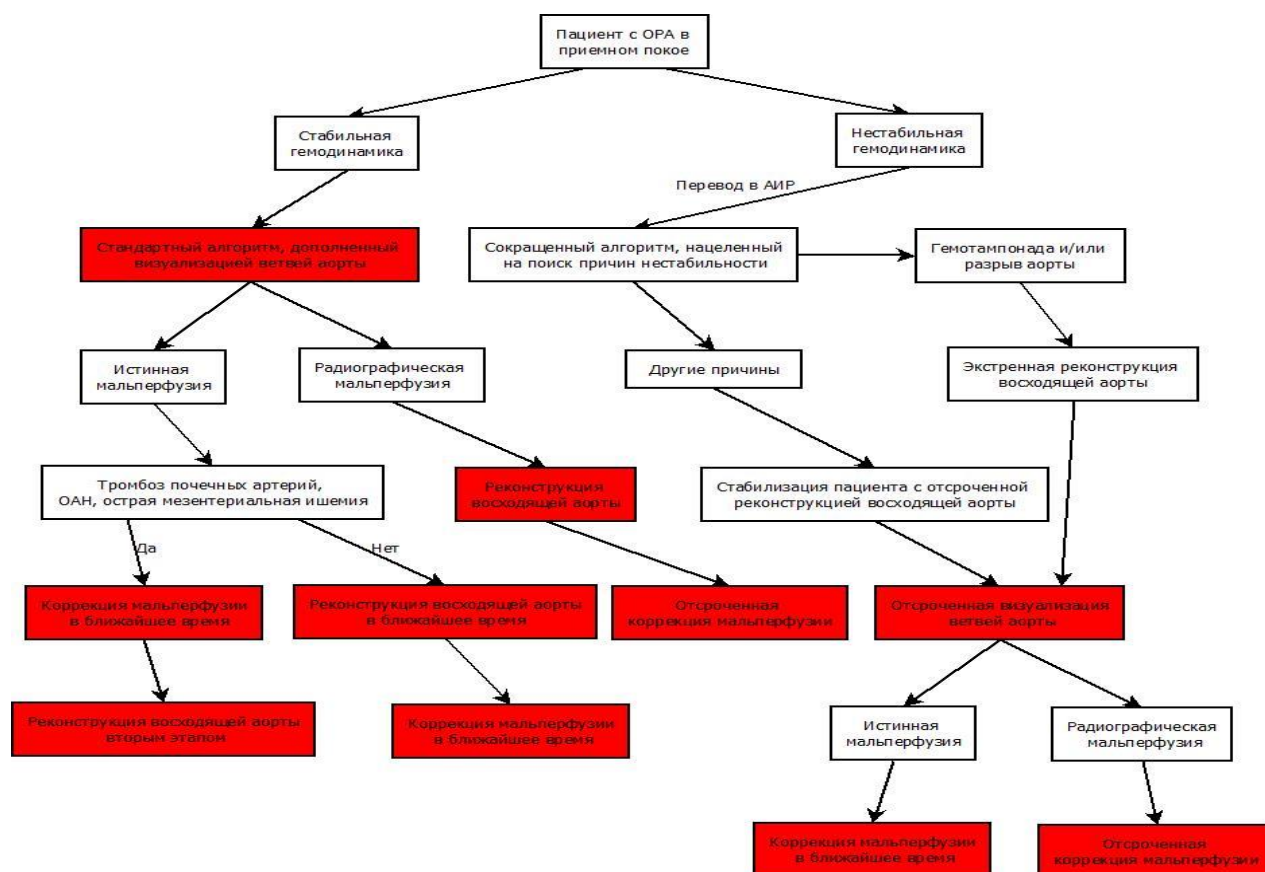 Пациент с ОРА в
приемном покое
Стабильная
гемодинамика
Нестабильная
гемодинамика
Перевод в АИР
Стандартный алгоритм, дополненный
визуализацией ветвей аорты
Сокращенный алгоритм, нацеленный
на поиск причин нестабильности
Гемотампонада и/или
разрыв аорты
Истинная
мальперфузия
Радиографическая
мальперфузия
Другие причины
Экстренная реконструкция
восходящей аорты
Тромбоз почечных артерий,
ОАН, острая мезентериальная ишемия
Реконструкция
восходящей аорты
Стабилизация пациента с отсроченной
реконструкцией восходящей аорты
Да
Нет
Коррекция мальперфузии
в ближайшее время
Реконструкция восходящей аорты
в ближайшее время
Отсроченная
коррекция мальперфузии
Отсроченная визуализация
ветвей аорты
Реконструкция восходящей аорты
вторым этапом
Коррекция мальперфузии
в ближайшее время
Истинная
мальперфузия
Радиографическая
мальперфузия
Коррекция мальперфузии
в ближайшее время
Отсроченная
коррекция мальперфузии